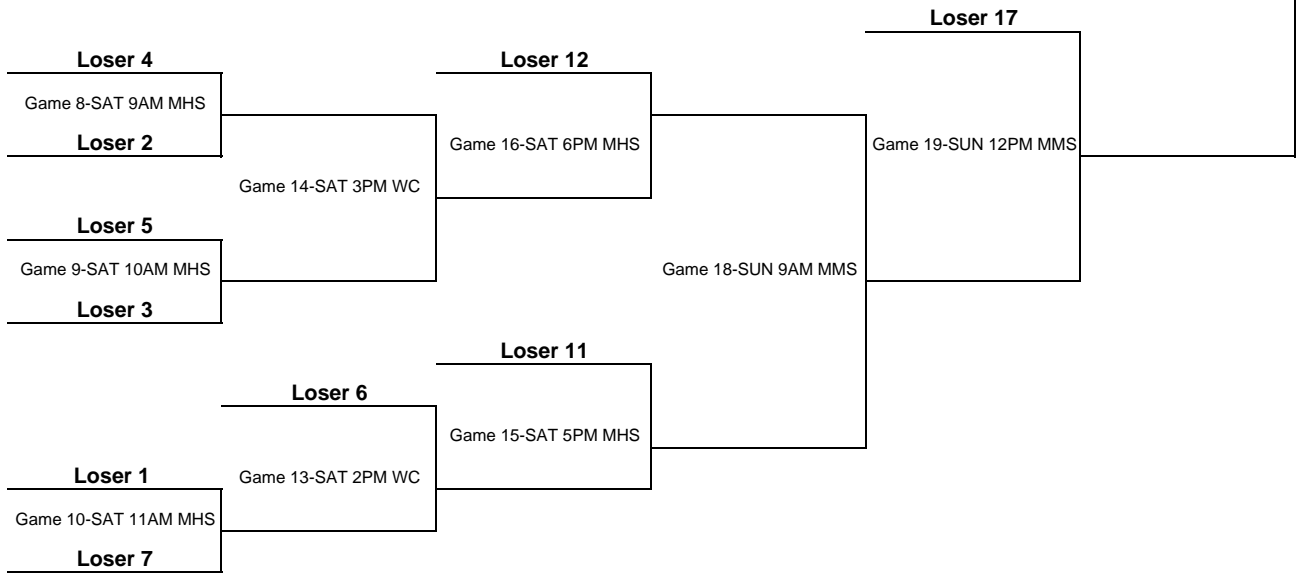 Loser 17
Loser 4
Loser 12
Game 8-SAT 9AM MHS
Loser 2
Game 16-SAT 6PM MHS
Game 19-SUN 12PM MMS
Game 14-SAT 3PM WC
Loser 5
Game 9-SAT 10AM MHS
Game 18-SUN 9AM MMS
Loser 3
Loser 11
Loser 6
Game 15-SAT 5PM MHS
Loser 1
Game 13-SAT 2PM WC
Game 10-SAT 11AM MHS
Loser 7